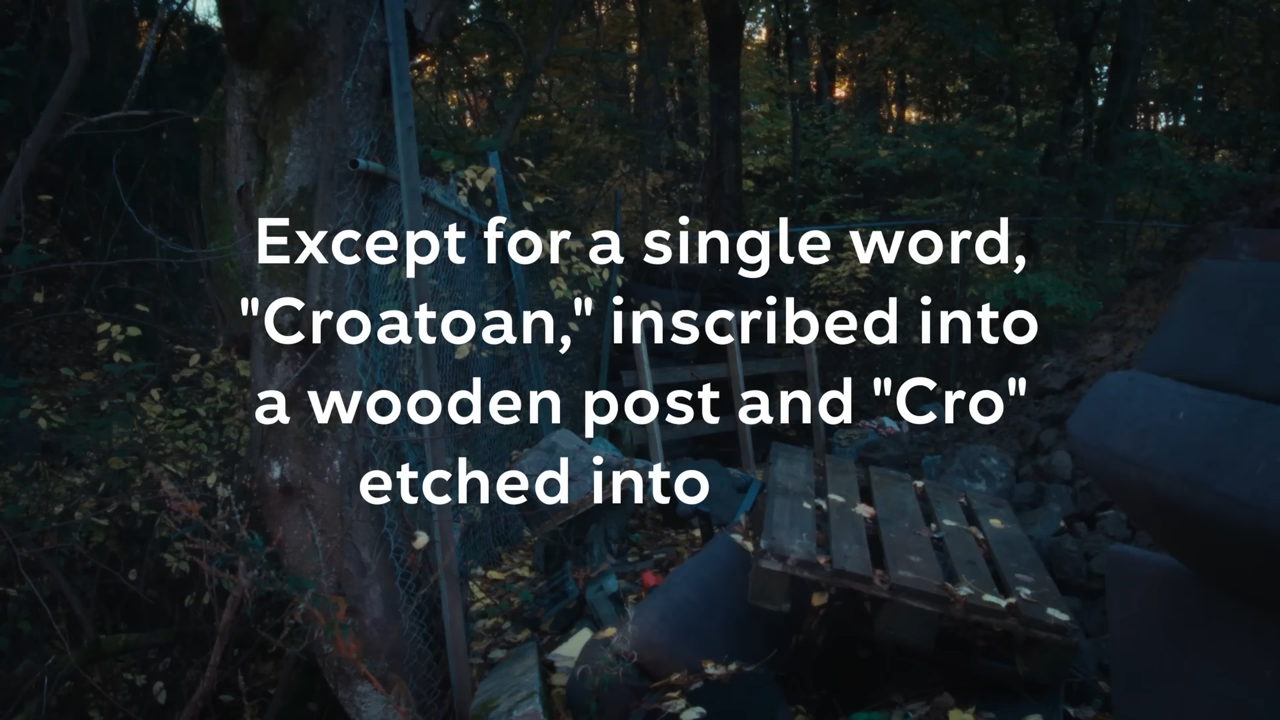 Except for a single word,
"Croatoan," inscribed into
a wooden post and "Cro"
etched into